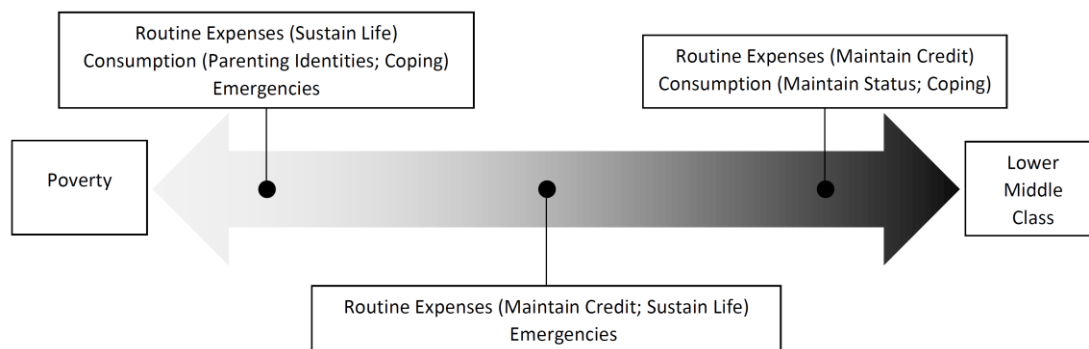 Routine Expenses (Sustain Life)
Consumption (Parenting Identities; Coping)
Emergencies
Routine Expenses (Maintain Credit)
Consumption (Maintain Status; Coping)
Poverty
Lower
Middle
Class
Routine Expenses (Maintain Credit; Sustain Life)
Emergencies